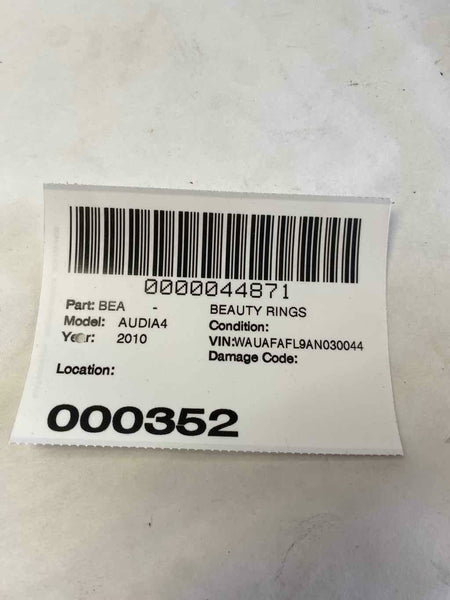 0000044871
Part: BEA - BEAUTY RINGS
Model: AUDIA4 Condition:
Year: 2010 VIN:WAUAFAFL9AN030044
Damage Code:
Location:
000352